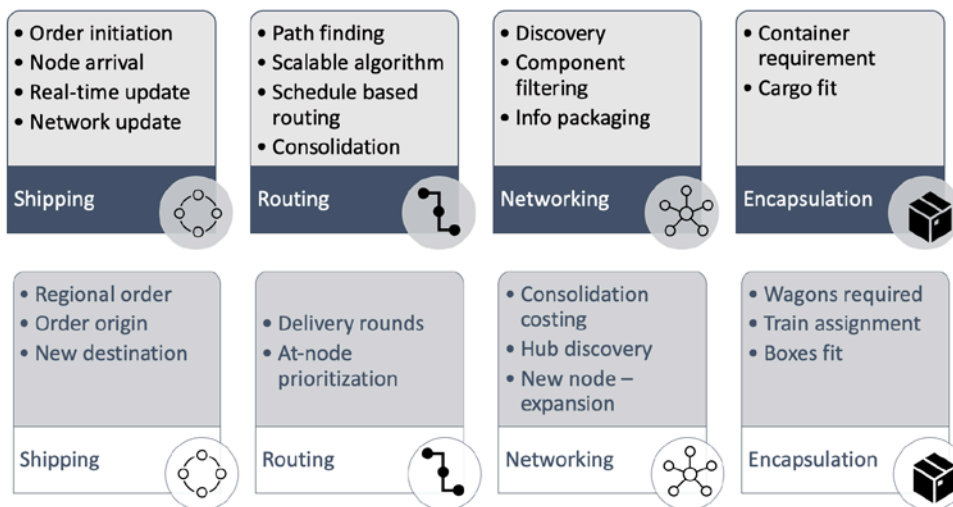 • Order initiation
• Node arrival
• Real-time update
• Network update
Shipping
• Path finding
• Scalable algorithm
• Schedule based
routing
• Consolidation
Routing
• Discovery
• Component
filtering
• Info packaging
Networking
• Container
requirement
• Cargo fit
Encapsulation
• Regional order
• Order origin
• New destination
Shipping
• Delivery rounds
• At-node
prioritization
Routing
• Consolidation
costing
• Hub discovery
• New node –
expansion
Networking
• Wagons required
• Train assignment
• Boxes fit
Encapsulation